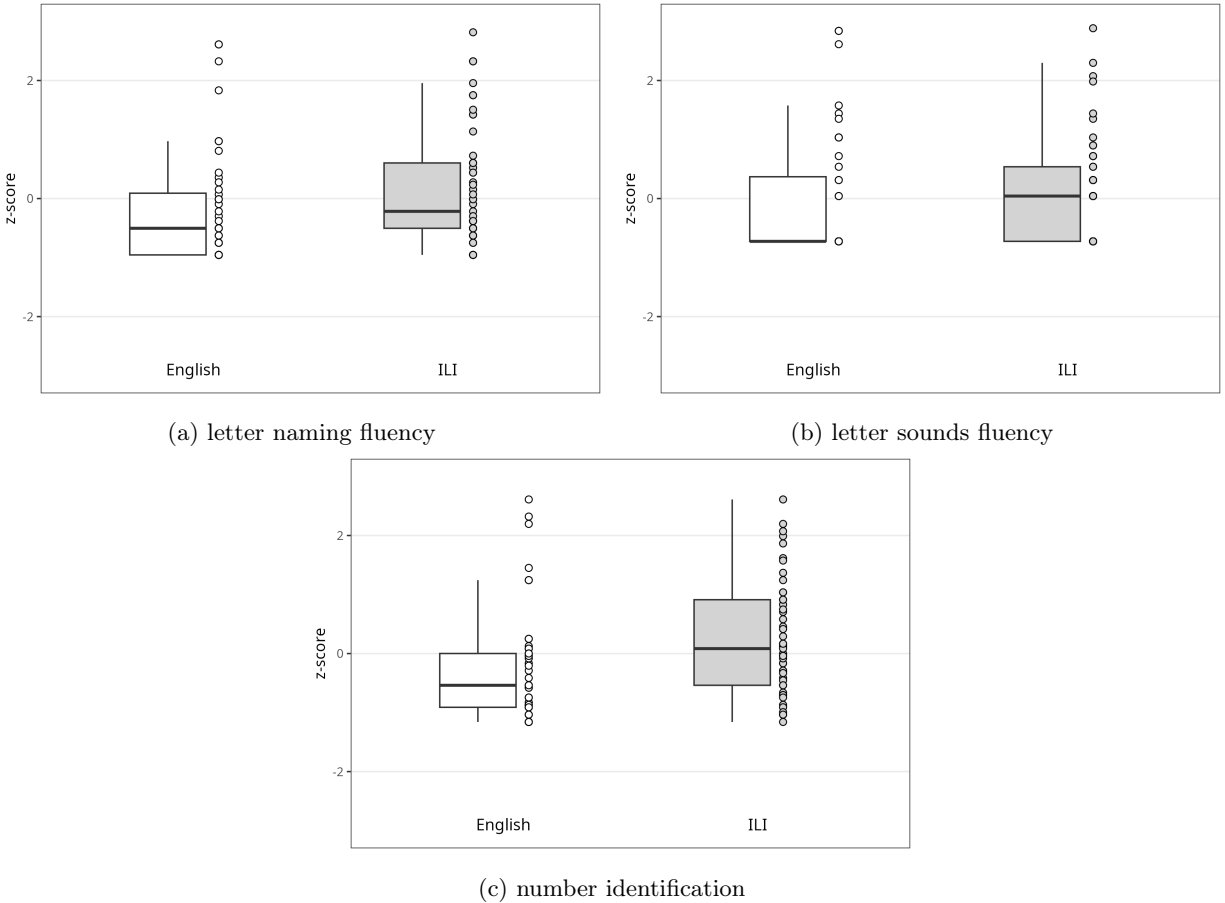 z-score
2
0
-2
English
ILI
(a) letter naming fluency
z-score
2
0
-2
English
ILI
(b) letter sounds fluency
z-score
2
0
-2
English
ILI
(c) number identification